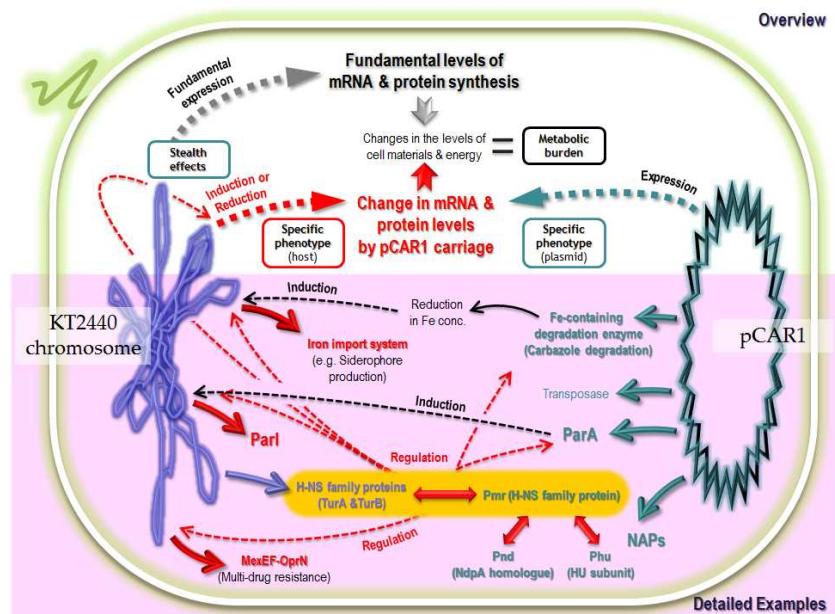 Overview
Fundamental levels of
mRNA & protein synthesis
Fundamental
expression
Changes in the levels of
cell materials & energy
Metabolic
burden
Stealth
effects
Induction or
Reduction
Change in mRNA &
protein levels
by pCAR1 carriage
Expression
Specific
phenotype
(host)
Specific
phenotype
(plasmid)
KT2440
chromosome
pCAR1
Induction
Reduction
in Fe conc.
Fe-containing
degradation enzyme
(Carbazole degradation)
Iron import system
(e.g. Siderophore
production)
Transposase
Induction
ParI
ParA
Regulation
H-NS family proteins
(TurA &TurB)
Pmr (H-NS family protein)
NAPs
Regulation
MexEF-OprN
(Multi-drug resistance)
Pnd
(NdpA homologue)
Phu
(HU subunit)
Detailed Examples